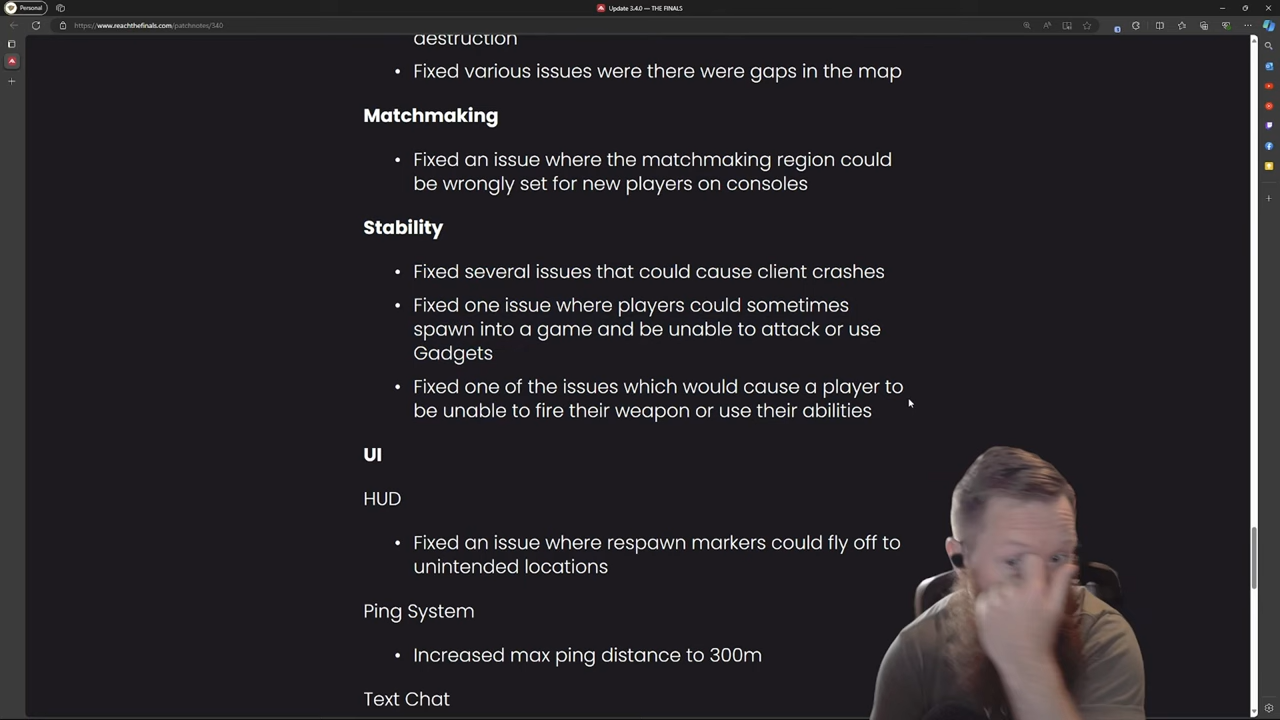 Personal
Update 3.4.0 — THE FINALS
https://www.reachthefinals.com/patchnotes/340
destruction
• Fixed various issues were there were gaps in the map
Matchmaking
• Fixed an issue where the matchmaking region could
be wrongly set for new players on consoles
Stability
• Fixed several issues that could cause client crashes
• Fixed one issue where players could sometimes
spawn into a game and be unable to attack or use
Gadgets
• Fixed one of the issues which would cause a player to
be unable to fire their weapon or use their abilities
UI
HUD
• Fixed an issue where respawn markers could fly off to
unintended locations
Ping System
• Increased max ping distance to 300m
Text Chat